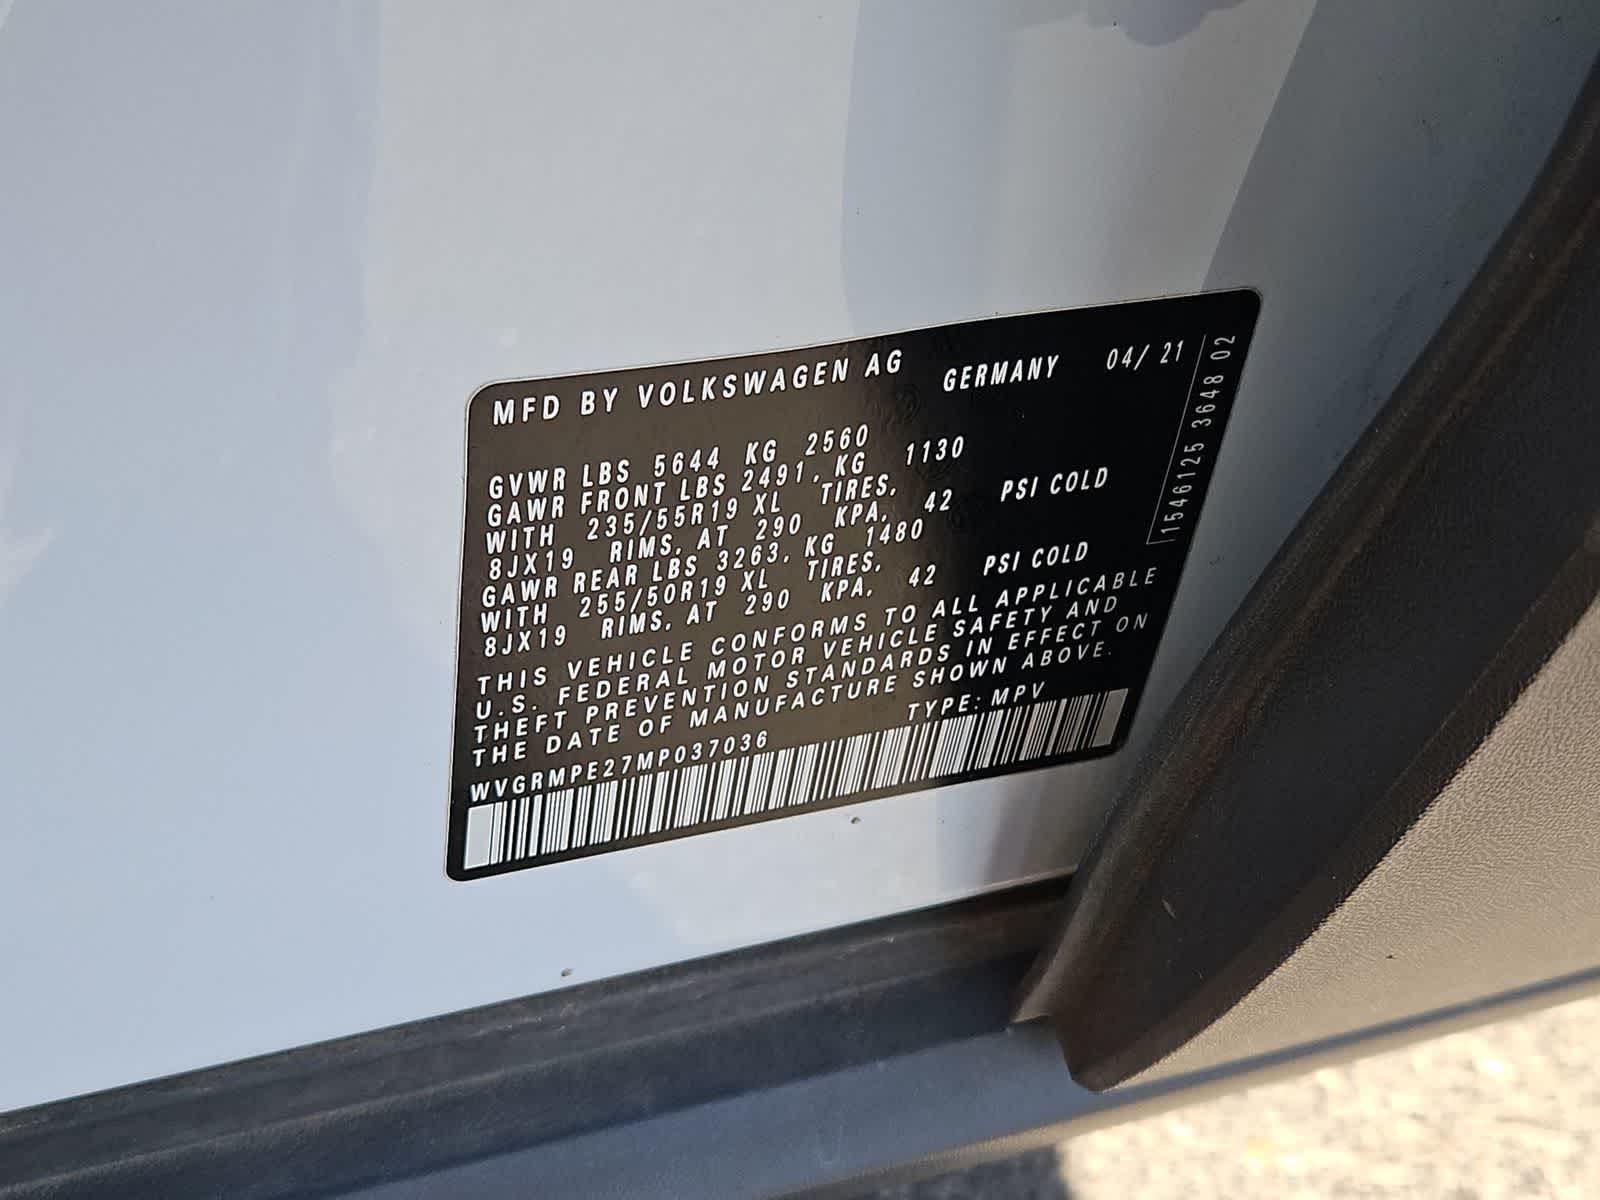 MFD BY VOLKSWAGEN AG GERMANY 04/ 21
GVWR LBS 5644 KG 2560
GAWR FRONT LBS 2491, KG 1130
WITH 235/55R19 XL TIRES,
8JX19 RIMS, AT 290 KPA, 42 PSI COLD
GAWR REAR LBS 3263, KG 1480
WITH 255/50R19 XL TIRES,
8JX19 RIMS, AT 290 KPA, 42 PSI COLD
THIS VEHICLE CONFORMS TO ALL APPLICABLE
U.S. FEDERAL MOTOR VEHICLE SAFETY AND
THEFT PREVENTION STANDARDS IN EFFECT ON
THE DATE OF MANUFACTURE SHOWN ABOVE.
WVGRMPE27MP037036 TYPE: MPV
1546125 3648 02